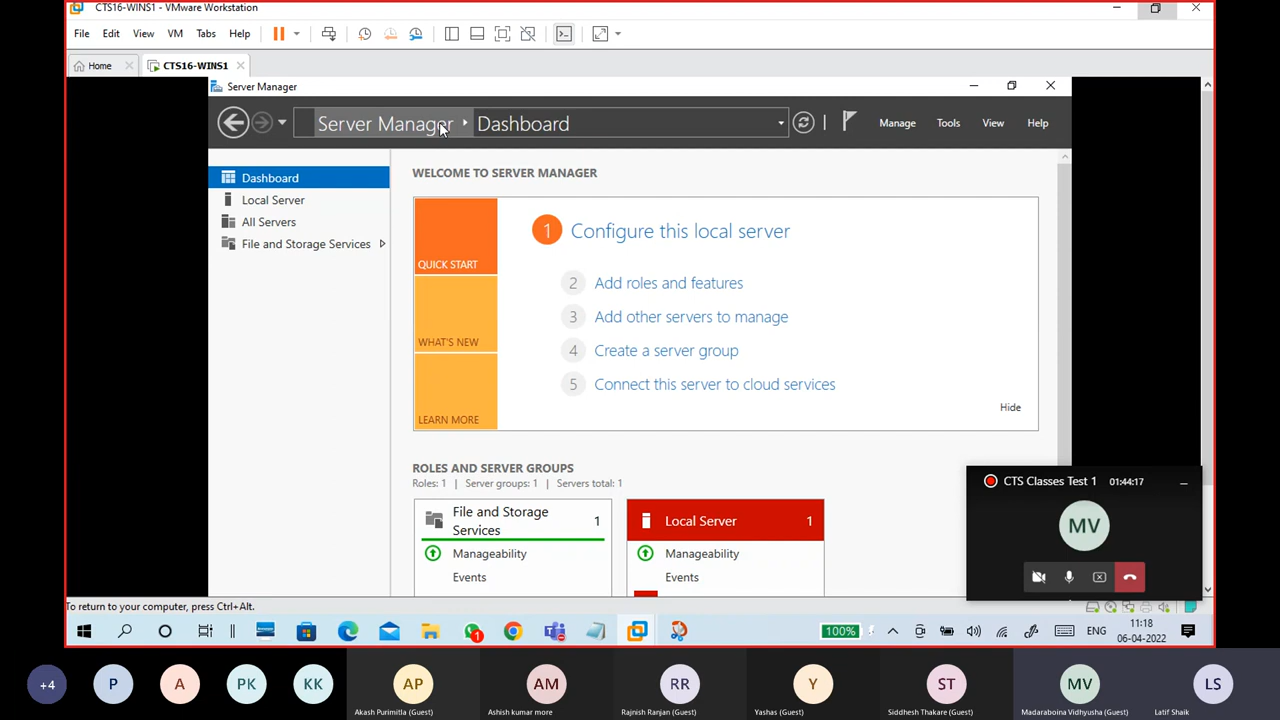 CTS16-WINS1 - VMware Workstation
File Edit View VM Tabs Help
Home CTS16-WINS1
Server Manager
Server Manager Dashboard
Manage Tools View Help
Dashboard
Local Server
All Servers
File and Storage Services
WELCOME TO SERVER MANAGER
QUICK START
WHAT'S NEW
LEARN MORE
1 Configure this local server
2 Add roles and features
3 Add other servers to manage
4 Create a server group
5 Connect this server to cloud services
Hide
ROLES AND SERVER GROUPS
Roles: 1 | Server groups: 1 | Servers total: 1
File and Storage Services 1
Manageability
Events
Local Server 1
Manageability
Events
CTS Classes Test 1 01:44:17
MV
To return to your computer, press Ctrl+Alt.
1
100%
ENG
11:18
06-04-2022
+4 P A PK KK AP AM RR Y ST MV LS
Akash Purimitla (Guest) Ashish kumar more Rajnish Ranjan (Guest) Yashas (Guest) Siddhesh Thakare (Guest) Madaraboina Vidhyusha (Guest) Latif Shaik